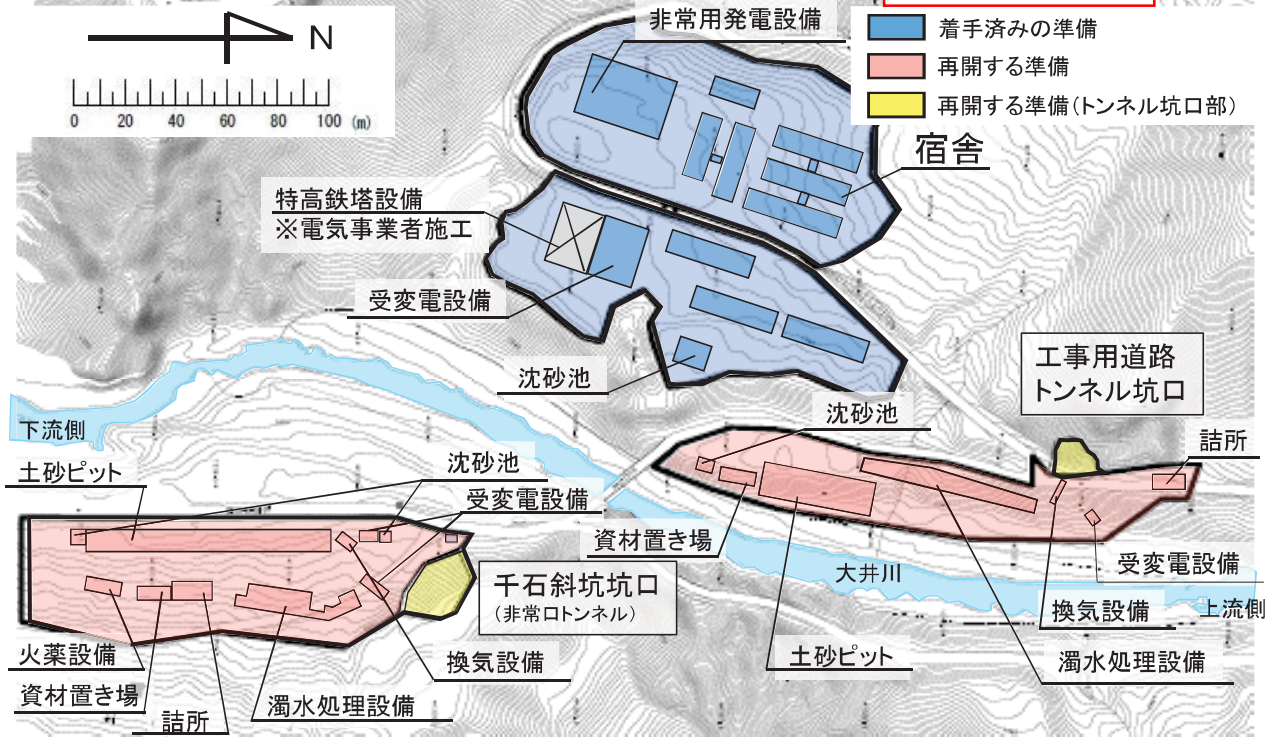 N
0 20 40 60 80 100 (m)
非常用発電設備
着手済みの準備
再開する準備
再開する準備(トンネル坑口部)
宿舎
特高鉄塔設備
※電気事業者施工
受変電設備
沈砂池
工事用道路
トンネル坑口
沈砂池
詰所
下流側
土砂ピット
沈砂池
受変電設備
資材置き場
大井川
受変電設備
換気設備
上流側
千石斜坑坑口
(非常口トンネル)
土砂ピット
濁水処理設備
火薬設備
資材置き場
詰所
濁水処理設備
換気設備